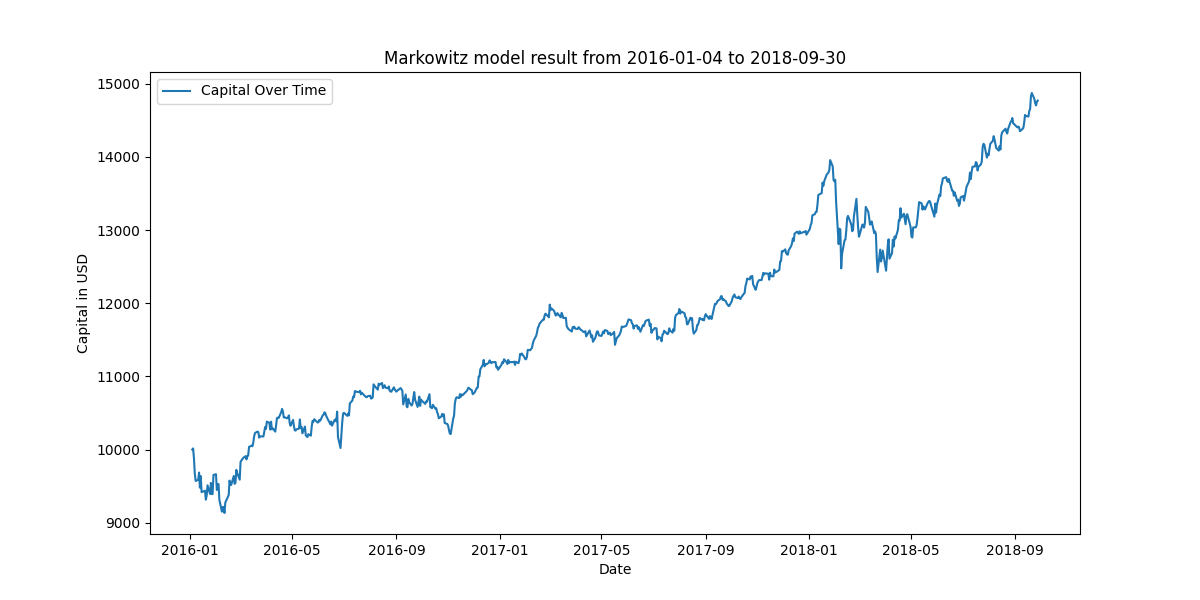 Markowitz model result from 2016-01-04 to 2018-09-30
Capital Over Time
Capital in USD
15000
14000
13000
12000
11000
10000
9000
2016-01 2016-05 2016-09 2017-01 2017-05 2017-09 2018-01 2018-05 2018-09
Date